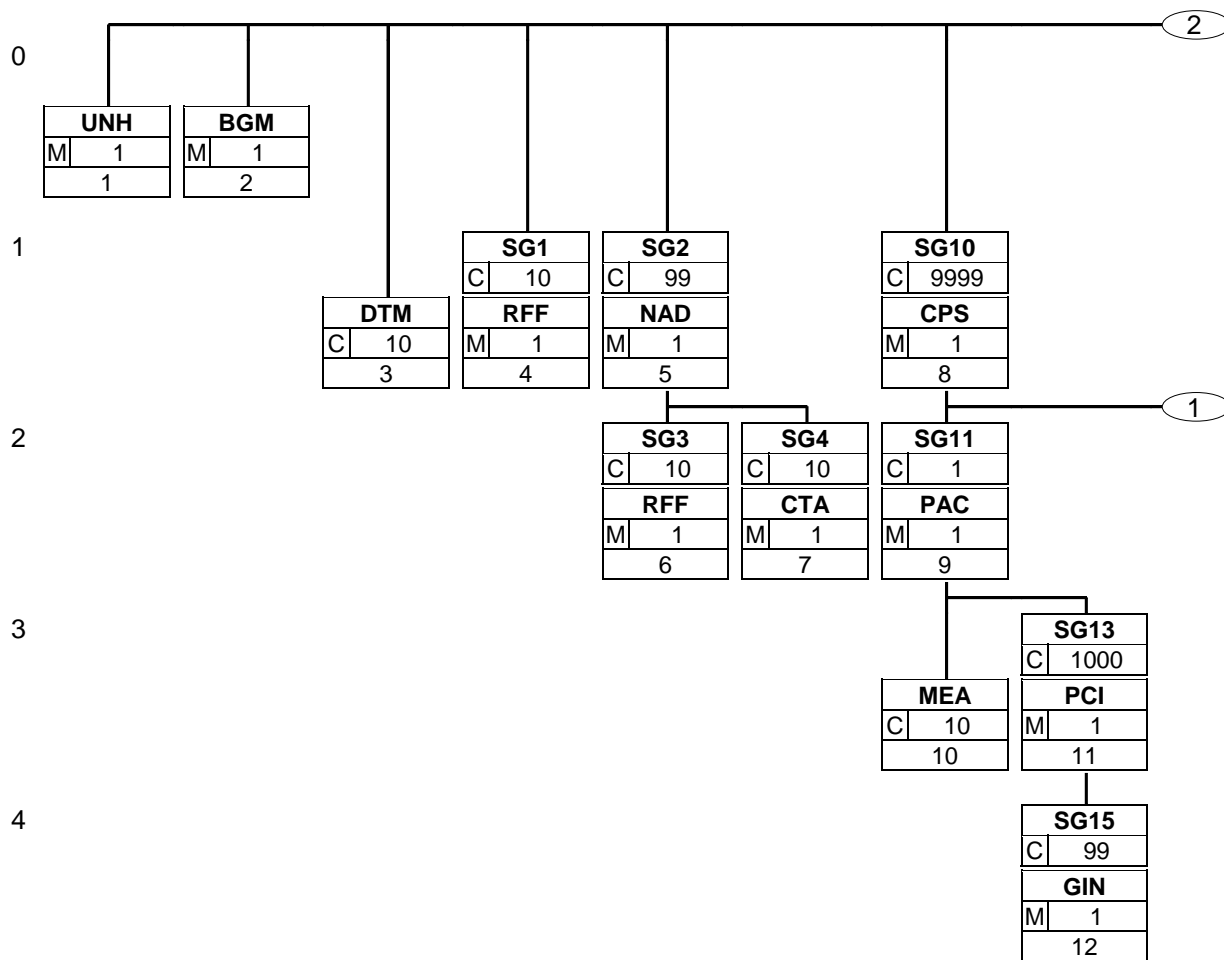 2
0
UNH BGM
M 1 M 1
1 2
1
SG1 SG2 SG10
C 10 C 99 C 9999
DTM RFF NAD CPS
C 10 M 1 M 1 M 1
3 4 5 8
1
2
SG3 SG4 SG11
C 10 C 10 C 1
RFF CTA PAC
M 1 M 1 M 1
6 7 9
3
SG13
C 1000
MEA PCI
C 10 M 1
10 11
4
SG15
C 99
GIN
M 1
12